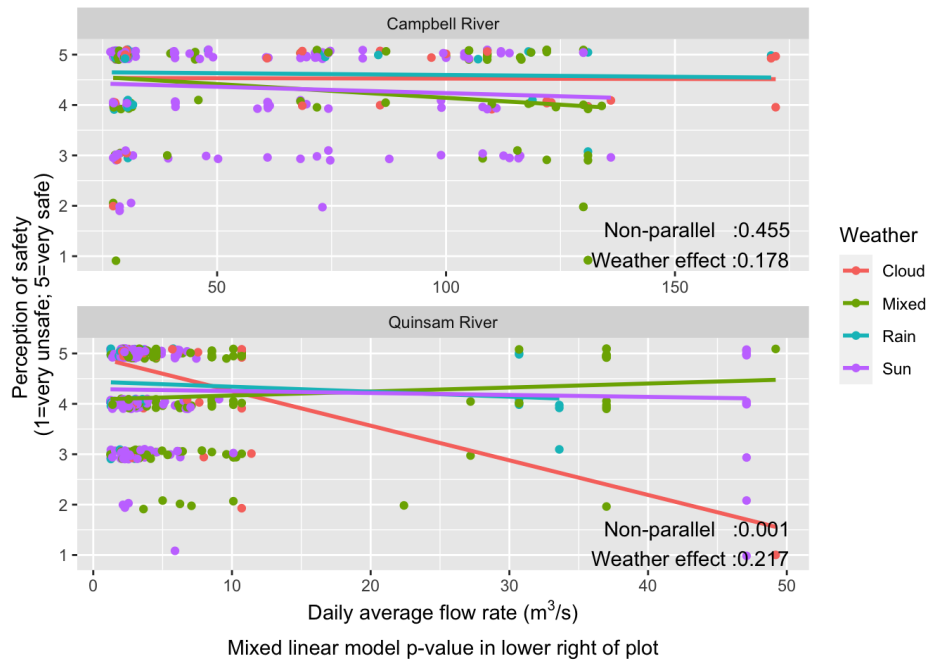 Campbell River
5
4
3
2
1
Non-parallel :0.455
Weather effect :0.178
50 100 150
Quinsam River
5
4
3
2
1
Non-parallel :0.001
Weather effect :0.217
0 10 20 30 40 50
Perception of safety
(1=very unsafe; 5=very safe)
Daily average flow rate (m³/s)
Mixed linear model p-value in lower right of plot
Weather
Cloud
Mixed
Rain
Sun